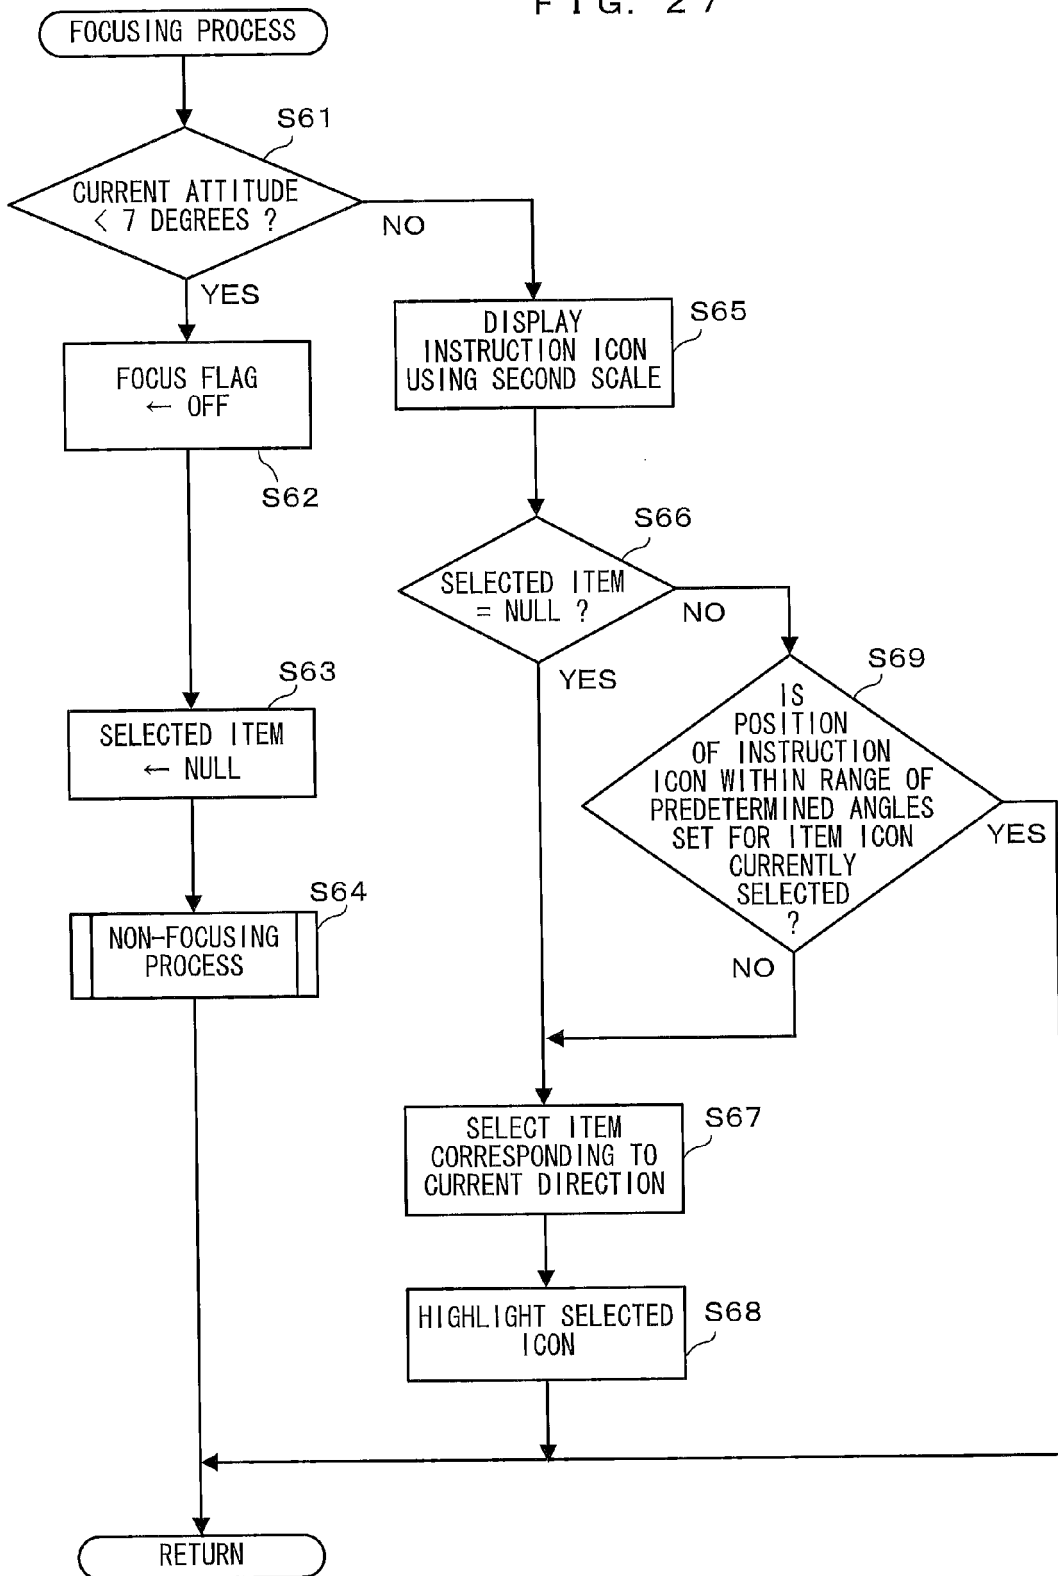 FIG. 27
FOCUSING PROCESS
S61
CURRENT ATTITUDE
< 7 DEGREES ?
NO
YES
S65
DISPLAY
INSTRUCTION ICON
USING SECOND SCALE
FOCUS FLAG
← OFF
S62
S66
SELECTED ITEM
= NULL ?
NO
YES
S69
IS
POSITION
OF INSTRUCTION
ICON WITHIN RANGE OF
PREDETERMINED ANGLES
SET FOR ITEM ICON
CURRENTLY
SELECTED
?
YES
NO
S63
SELECTED ITEM
← NULL
S64
NON-FOCUSING
PROCESS
S67
SELECT ITEM
CORRESPONDING TO
CURRENT DIRECTION
S68
HIGHLIGHT SELECTED
ICON
RETURN